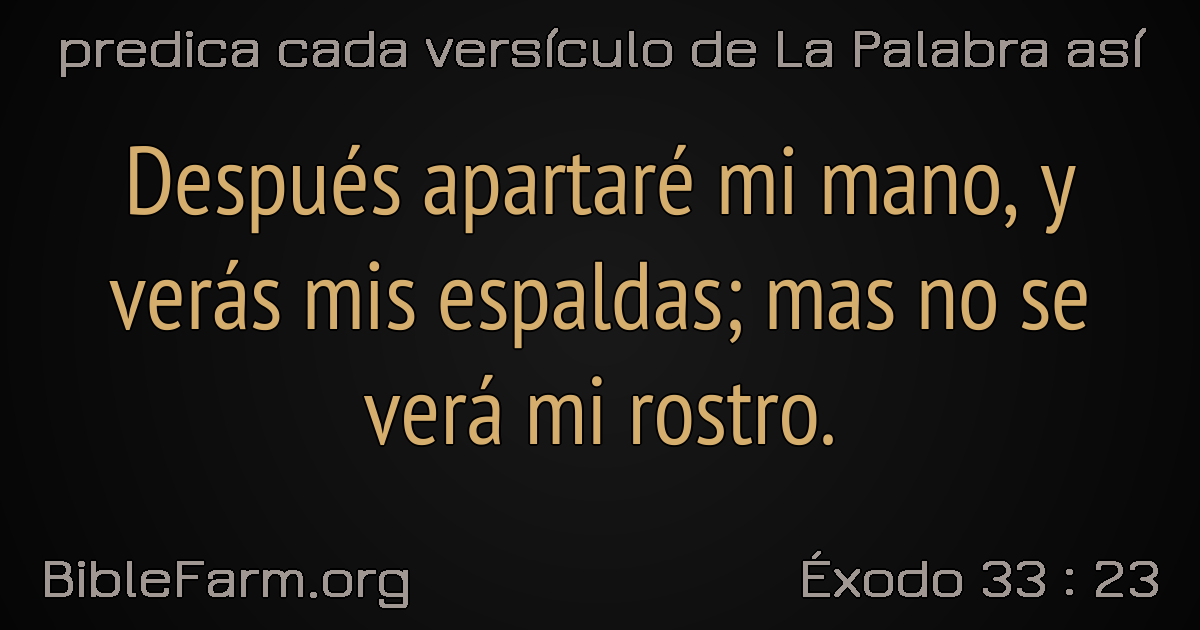 predica cada versículo de La Palabra así
Después apartaré mi mano, y
verás mis espaldas; mas no se
verá mi rostro.
BibleFarm.org
Éxodo 33 : 23